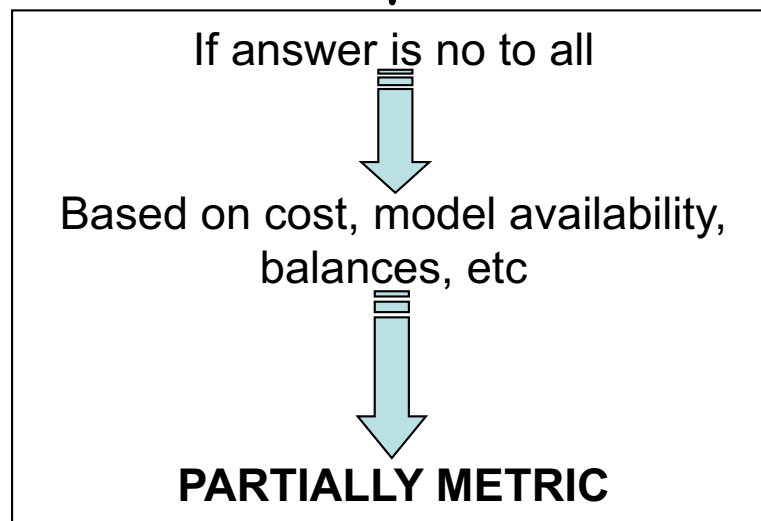 If answer is no to all
Based on cost, model availability,
balances, etc
PARTIALLY METRIC